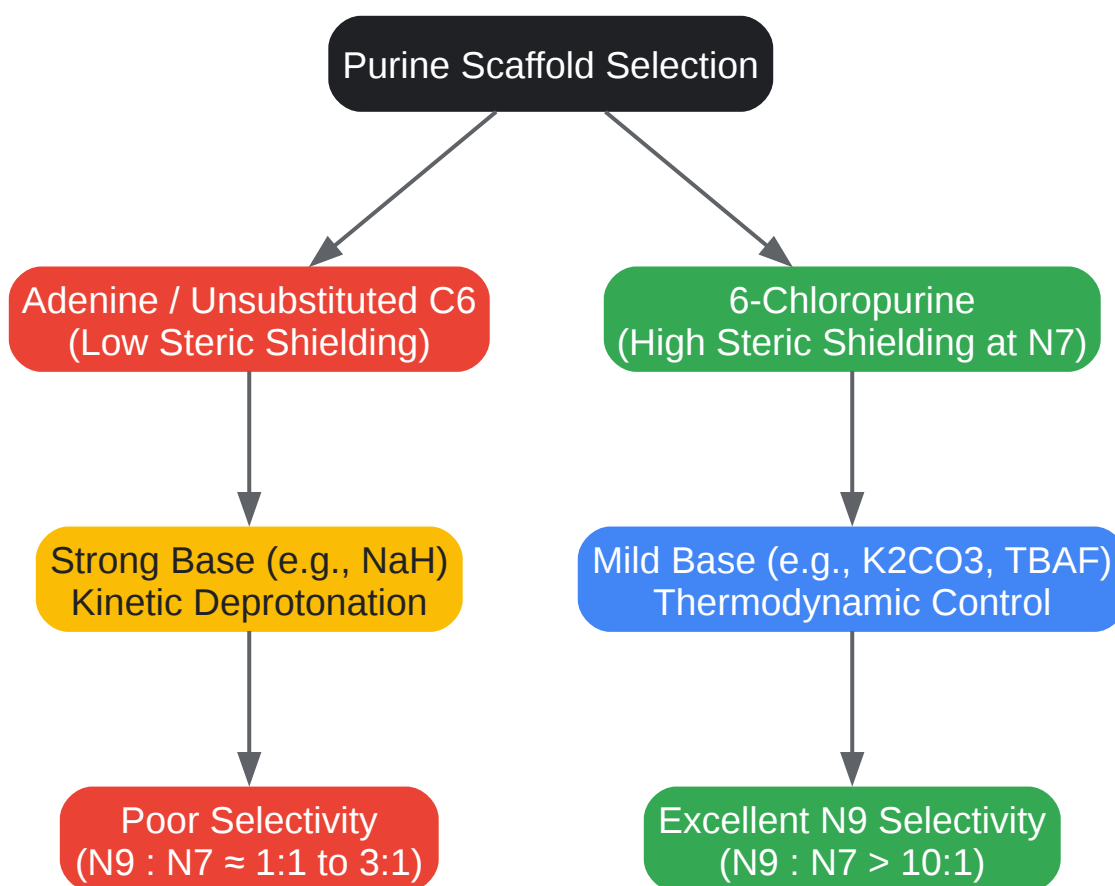 Purine Scaffold Selection
Adenine / Unsubstituted C6
(Low Steric Shielding)
6-Chloropurine
(High Steric Shielding at N7)
Strong Base (e.g., NaH)
Kinetic Deprotonation
Mild Base (e.g., K2CO3, TBAF)
Thermodynamic Control
Poor Selectivity
(N9 : N7 ≈ 1:1 to 3:1)
Excellent N9 Selectivity
(N9 : N7 > 10:1)